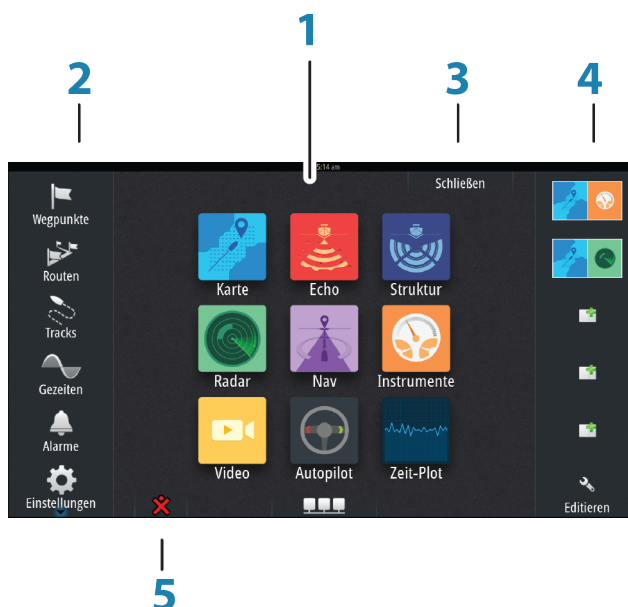 1
2
3
4
5:14 am
Schließen
Wegpunkte
Routen
Tracks
Gezeiten
Alarme
Einstellungen
Karte
Echo
Struktur
Radar
Nav
Instrumente
Video
Autopilot
Zeit-Plot
Editieren
5